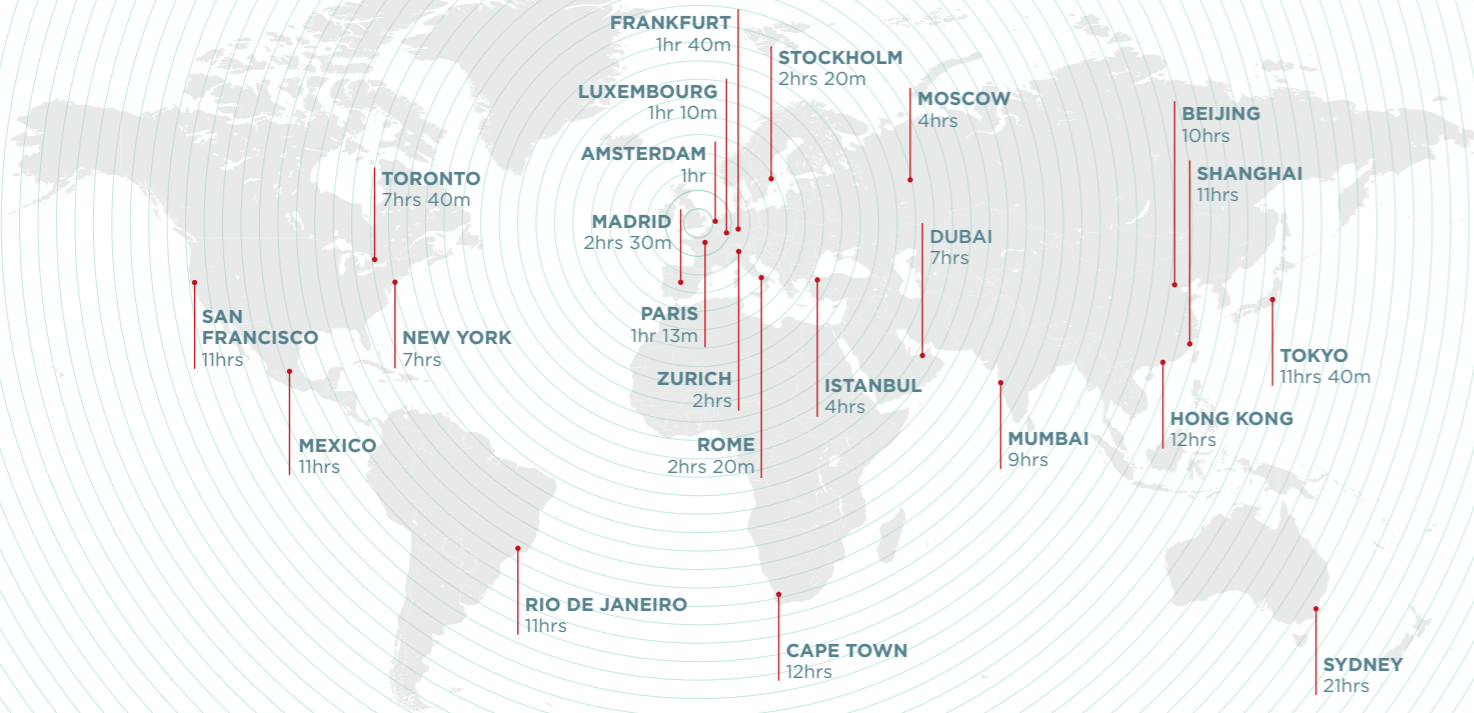 FRANKFURT
1hr 40m
STOCKHOLM
2hrs 20m
LUXEMBOURG
1hr 10m
MOSCOW
4hrs
BEIJING
10hrs
AMSTERDAM
1hr
SHANGHAI
11hrs
TORONTO
7hrs 40m
MADRID
2hrs 30m
DUBAI
7hrs
PARIS
1hr 13m
SAN
FRANCISCO
11hrs
NEW YORK
7hrs
TOKYO
11hrs 40m
ZURICH
2hrs
ISTANBUL
4hrs
HONG KONG
12hrs
MEXICO
11hrs
ROME
2hrs 20m
MUMBAI
9hrs
RIO DE JANEIRO
11hrs
CAPE TOWN
12hrs
SYDNEY
21hrs